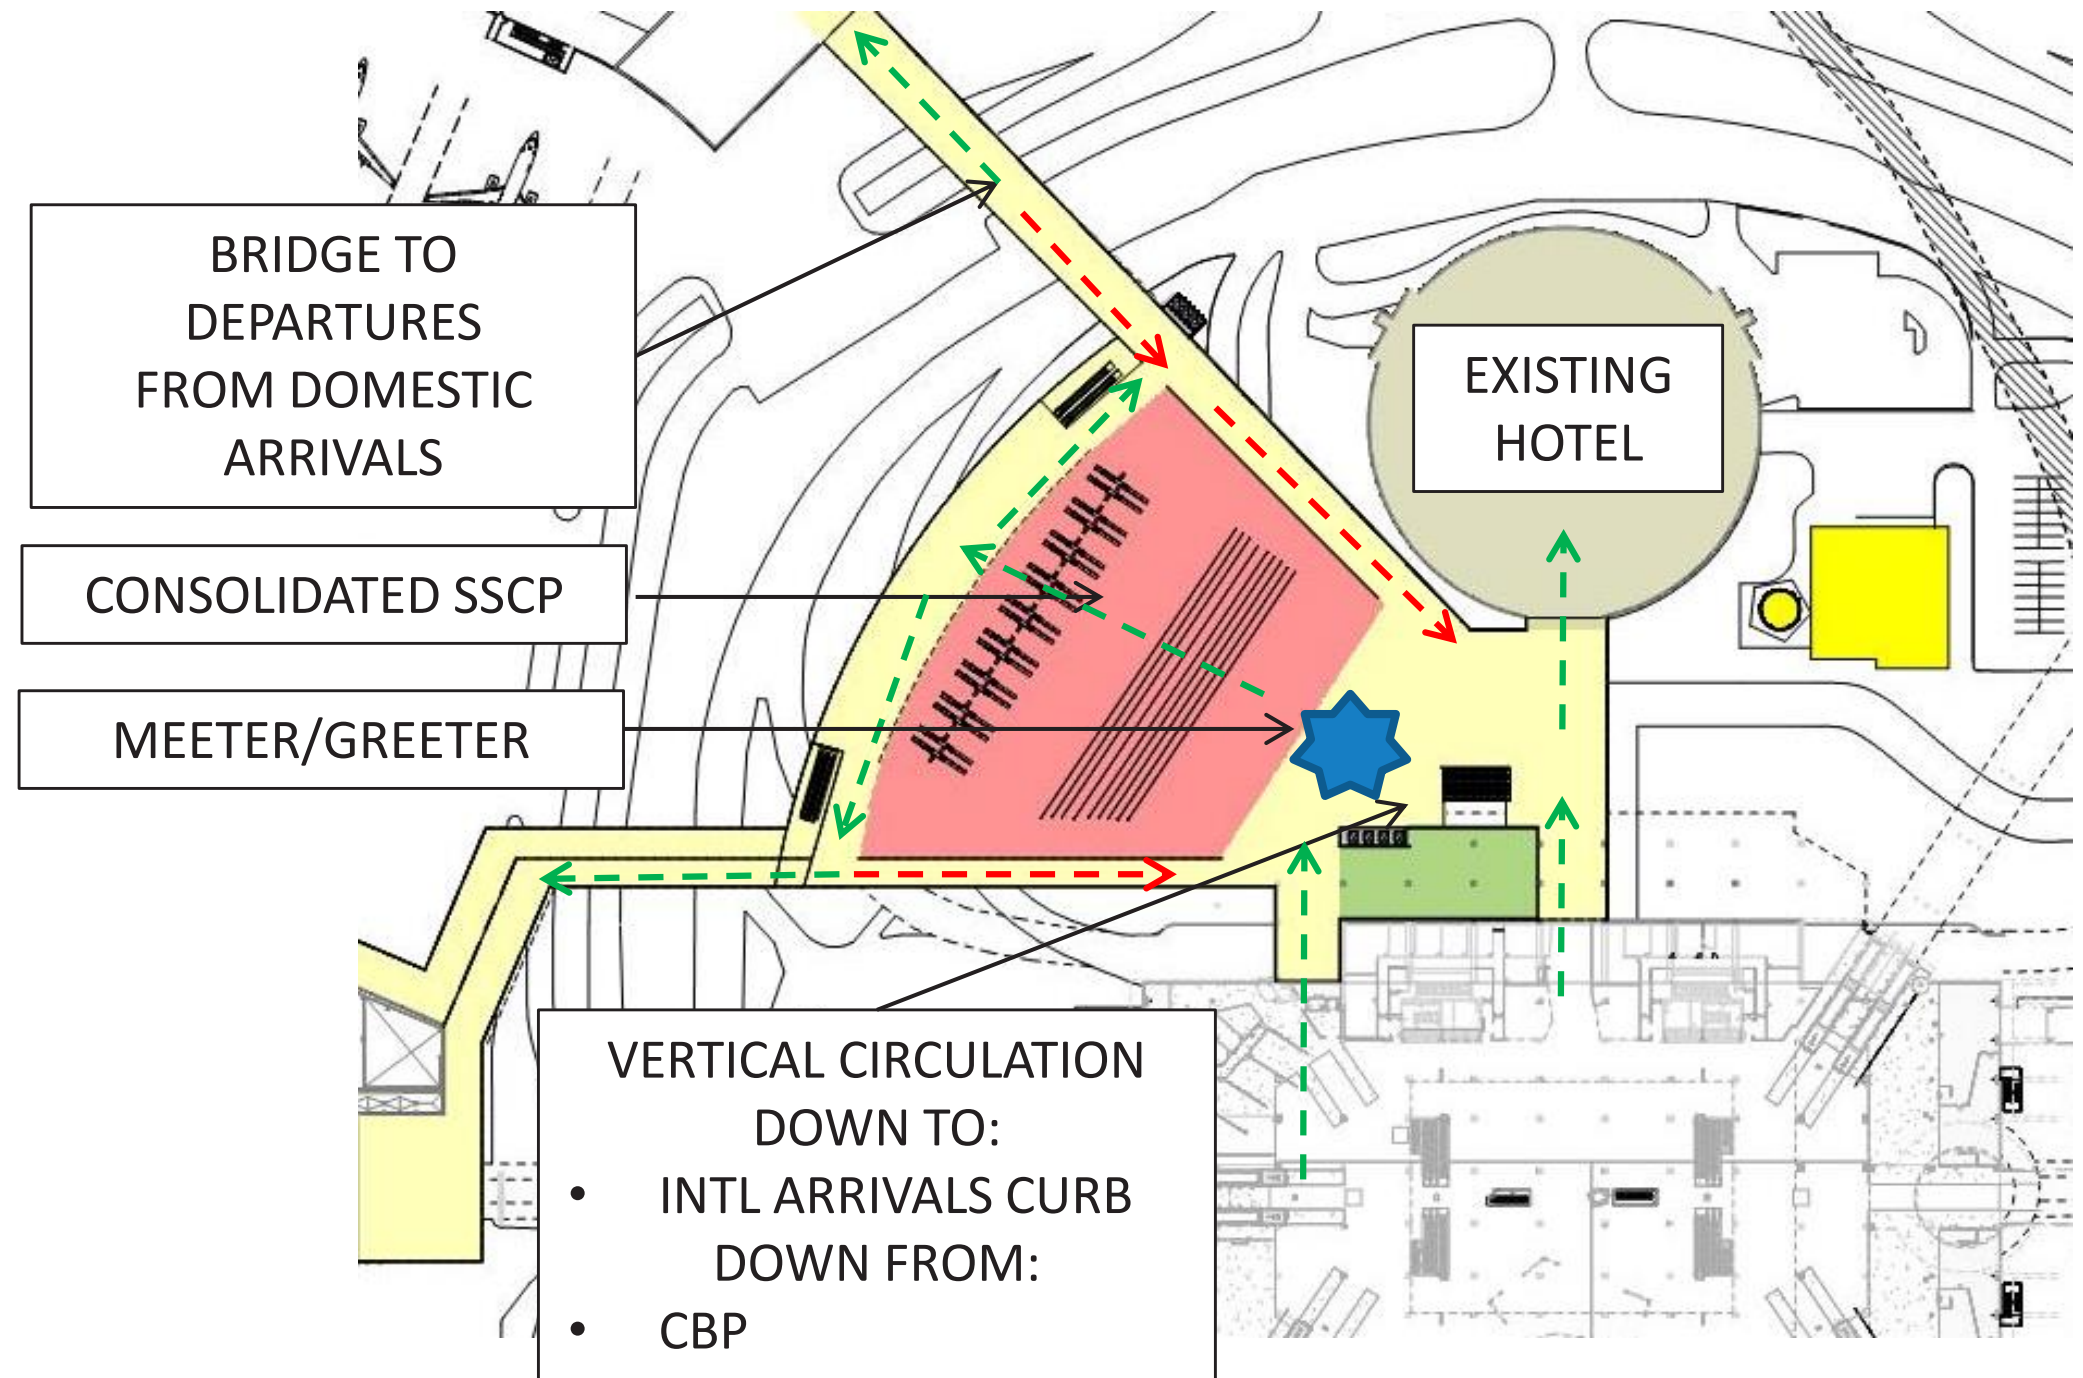 BRIDGE TO
DEPARTURES
FROM DOMESTIC
ARRIVALS
EXISTING
HOTEL
CONSOLIDATED SSCP
MEETER/GREETER
VERTICAL CIRCULATION
DOWN TO:
• INTL ARRIVALS CURB
DOWN FROM:
• CBP